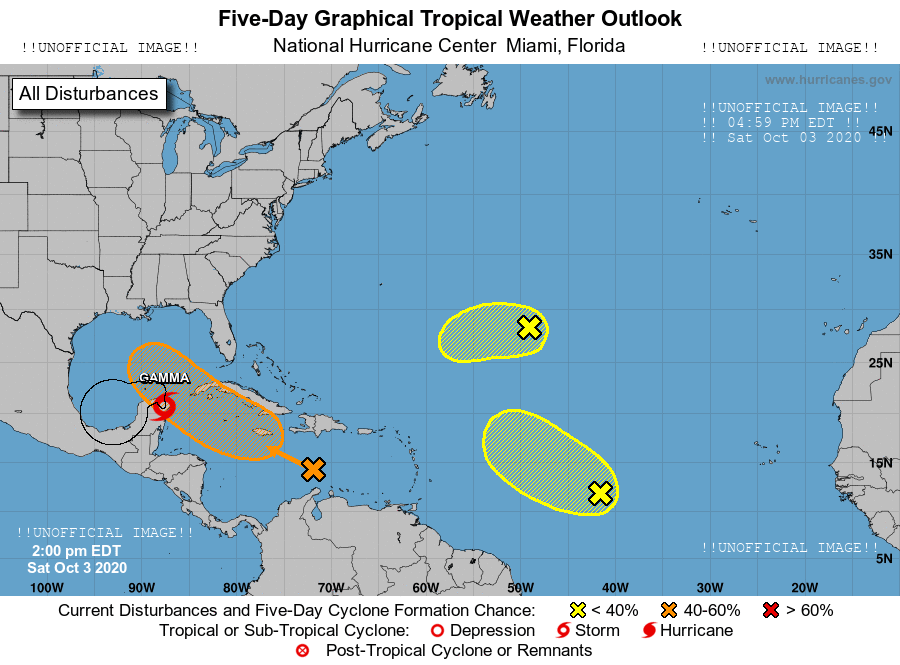 Five-Day Graphical Tropical Weather Outlook
!!UNOFFICIAL IMAGE!! National Hurricane Center Miami, Florida !!UNOFFICIAL IMAGE!!
www.hurricanes.gov
All Disturbances
!!UNOFFICIAL IMAGE!!
!! 04:59 PM EDT !!
!! Sat Oct 03 2020 !!
45N
35N
25N
GAMMA
15N
!!UNOFFICIAL IMAGE!!
2:00 pm EDT
Sat Oct 3 2020
!!UNOFFICIAL IMAGE!!
5N
100W 90W 80W 70W 60W 50W 40W 30W 20W
Current Disturbances and Five-Day Cyclone Formation Chance: < 40% 40-60% > 60%
Tropical or Sub-Tropical Cyclone: Depression Storm Hurricane
Post-Tropical Cyclone or Remnants